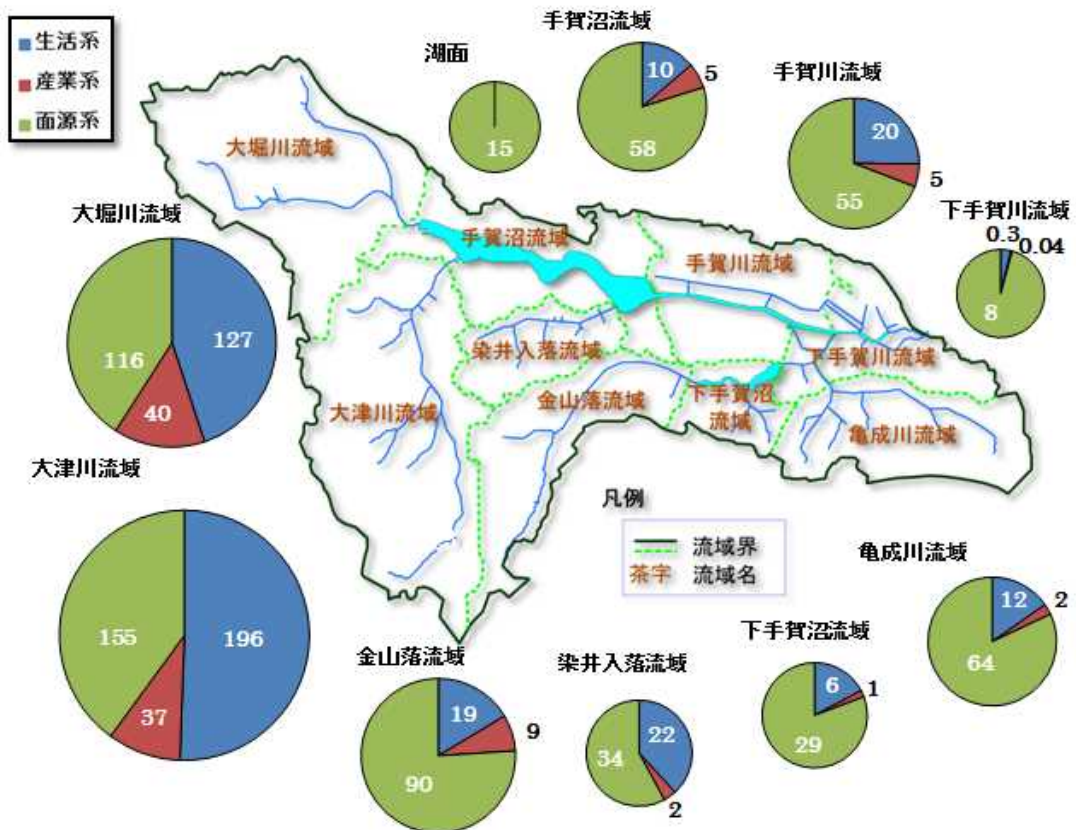 生活系
産業系
面源系
湖面
15
手賀沼流域
10
5
58
手賀川流域
20
5
55
下手賀川流域
0.3
0.04
8
大堀川流域
127
40
116
大津川流域
196
37
155
大堀川流域
手賀沼流域
手賀川流域
染井入落流域
下手賀川流域
大津川流域
金山落流域
下手賀沼
流域
亀成川流域
凡例
流域界
茶字 流域名
金山落流域
19
9
90
染井入落流域
22
2
34
下手賀沼流域
6
1
29
亀成川流域
12
2
64